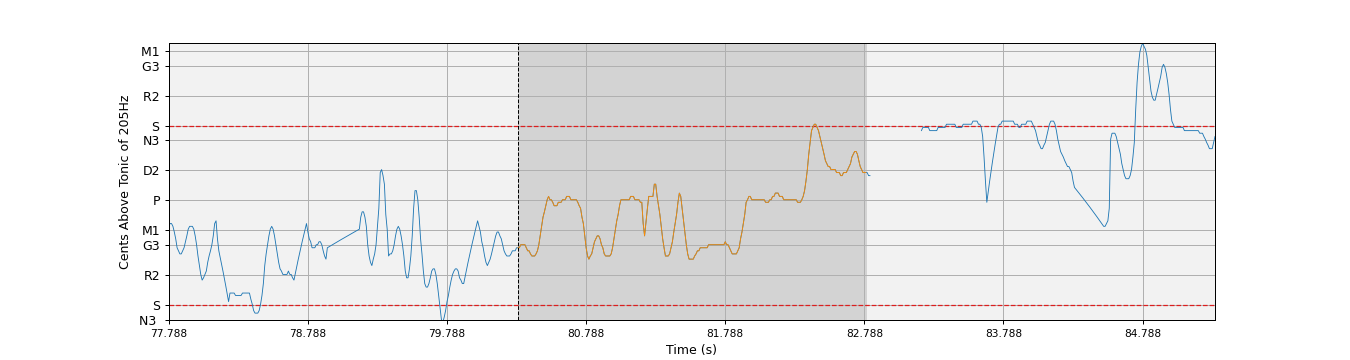 Cents Above Tonic of 205Hz
M1
G3
R2
S
N3
D2
P
M1
G3
R2
S
N3
77.788 78.788 79.788 80.788 81.788 82.788 83.788 84.788
Time (s)